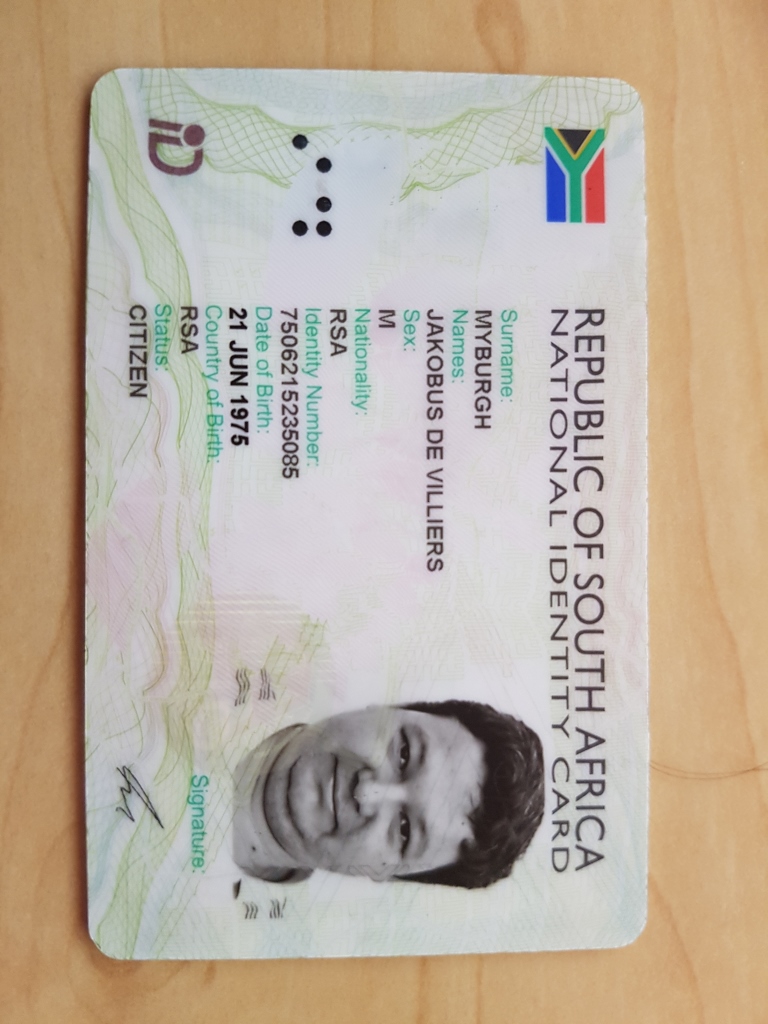 REPUBLIC OF SOUTH AFRICA
NATIONAL IDENTITY CARD
Surname:
MYBURGH
Names:
JAKOBUS DE VILLIERS
Sex:
M
Nationality:
RSA
Identity Number:
7506215235085
Date of Birth:
21 JUN 1975
Country of Birth:
RSA
Status:
CITIZEN
Signature:
iD